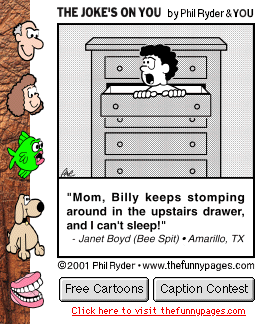 THE JOKE'S ON YOU by Phil Ryder & YOU
"Mom, Billy keeps stomping
around in the upstairs drawer,
and I can't sleep!"
- Janet Boyd (Bee Spit) • Amarillo, TX
©2001 Phil Ryder • www.thefunnypages.com
Free Cartoons
Caption Contest
Click here to visit thefunnypages.com